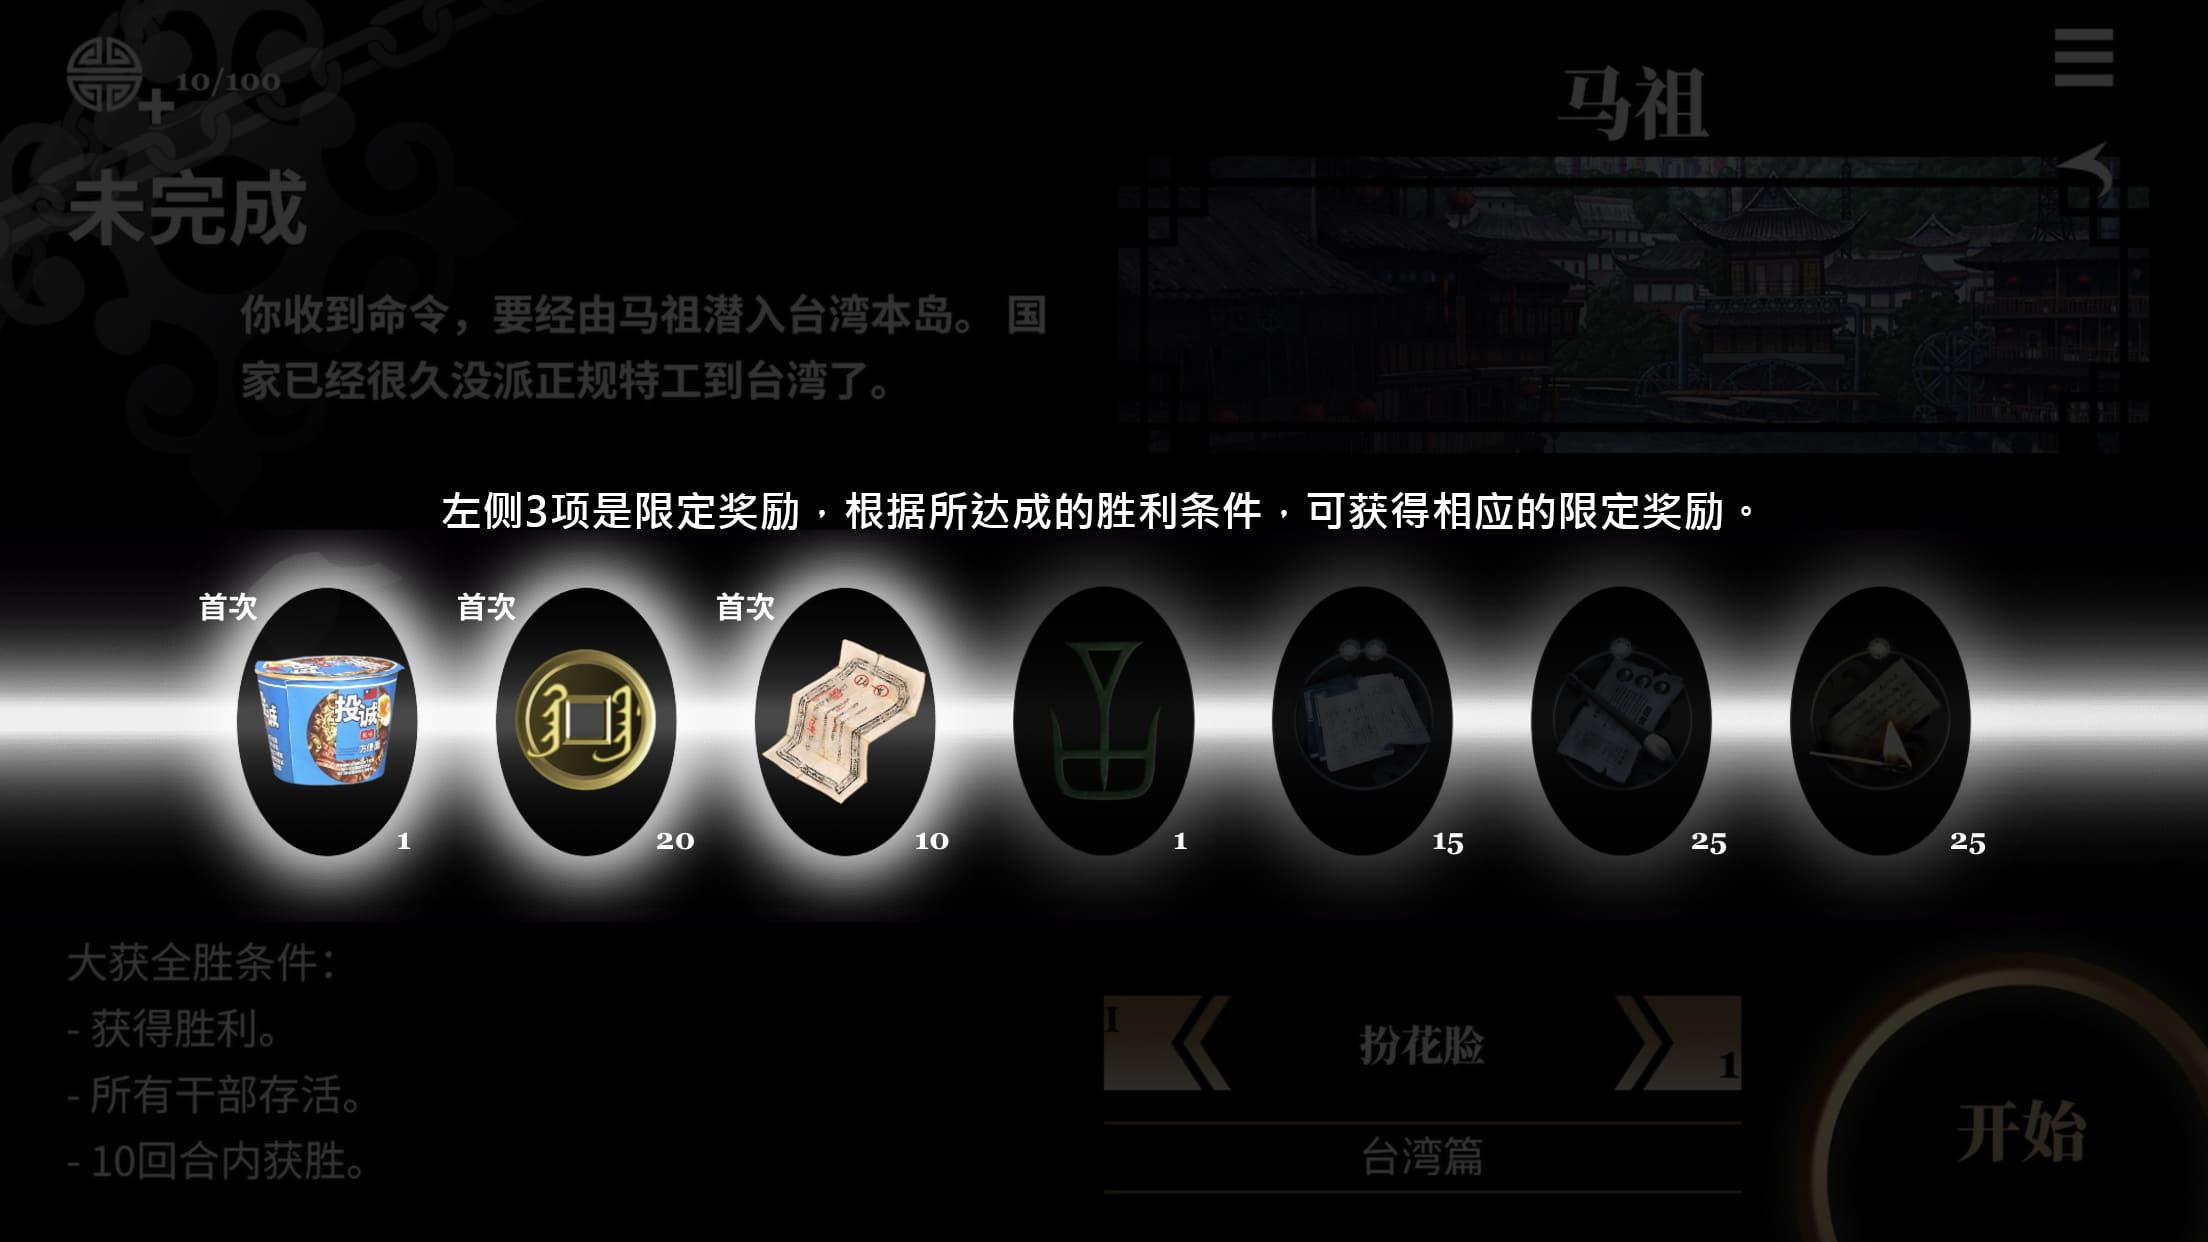 10/100
马祖
未完成
你收到命令，要经由马祖潜入台湾本岛。 国
家已经很久没派正规特工到台湾了。
左侧3项是限定奖励，根据所达成的胜利条件，可获得相应的限定奖励。
首次
首次
首次
投诚
方便面
1
20
10
1
15
25
25
大获全胜条件：
- 获得胜利。
- 所有干部存活。
- 10回合内获胜。
I
扮花脸
1
台湾篇
开始